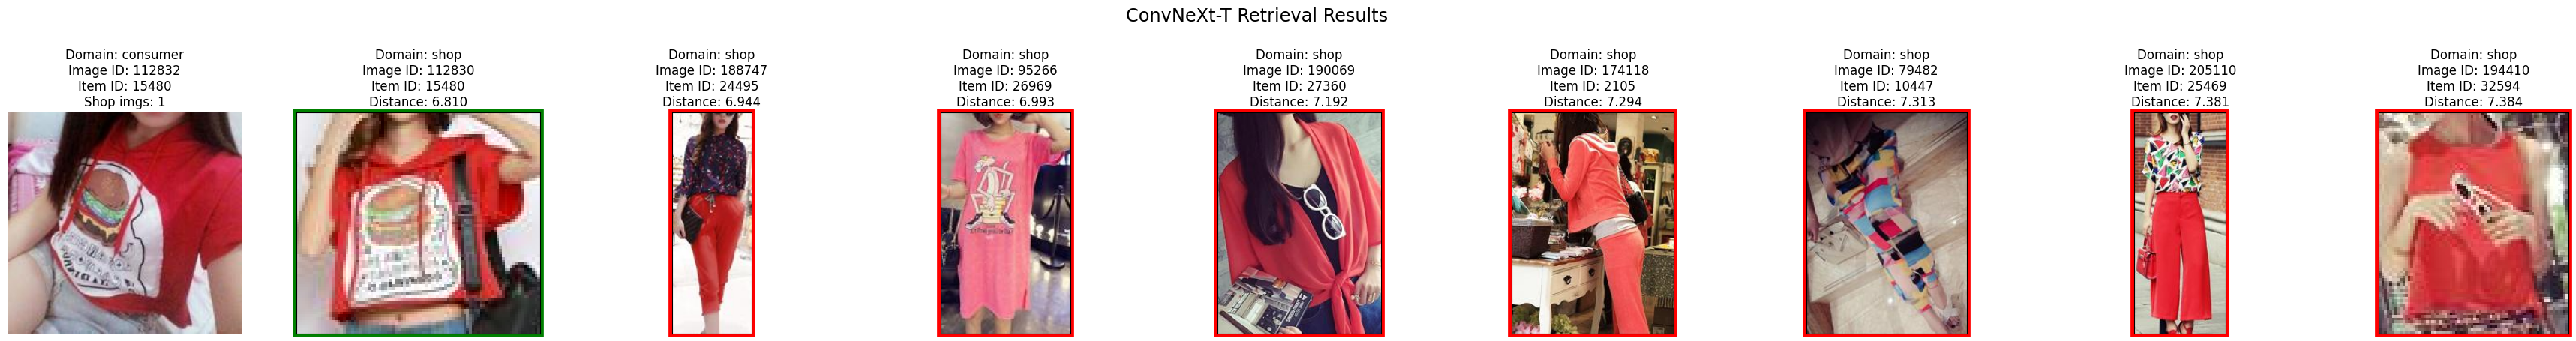 ConvNeXt-T Retrieval Results
Domain: consumer
Image ID: 112832
Item ID: 15480
Shop imgs: 1
Domain: shop
Image ID: 112830
Item ID: 15480
Distance: 6.810
Domain: shop
Image ID: 188747
Item ID: 24495
Distance: 6.944
Domain: shop
Image ID: 95266
Item ID: 26969
Distance: 6.993
Domain: shop
Image ID: 190069
Item ID: 27360
Distance: 7.192
Domain: shop
Image ID: 174118
Item ID: 2105
Distance: 7.294
Domain: shop
Image ID: 79482
Item ID: 10447
Distance: 7.313
Domain: shop
Image ID: 205110
Item ID: 25469
Distance: 7.381
Domain: shop
Image ID: 194410
Item ID: 32594
Distance: 7.384